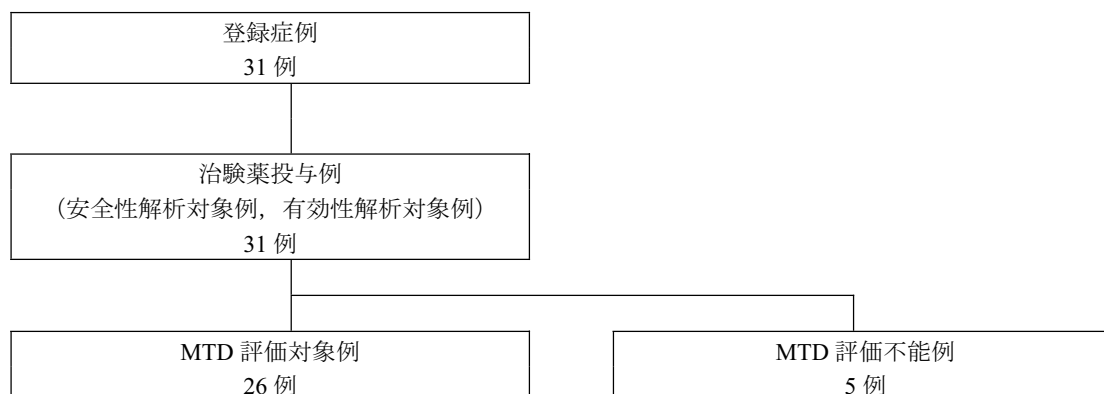 登録症例
31 例
治験薬投与例
（安全性解析対象例，有効性解析対象例）
31 例
MTD 評価対象例
26 例
MTD 評価不能例
5 例